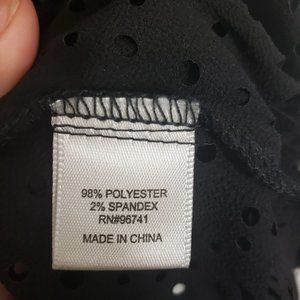 98% POLYESTER
2% SPANDEX
RN#96741
MADE IN CHINA